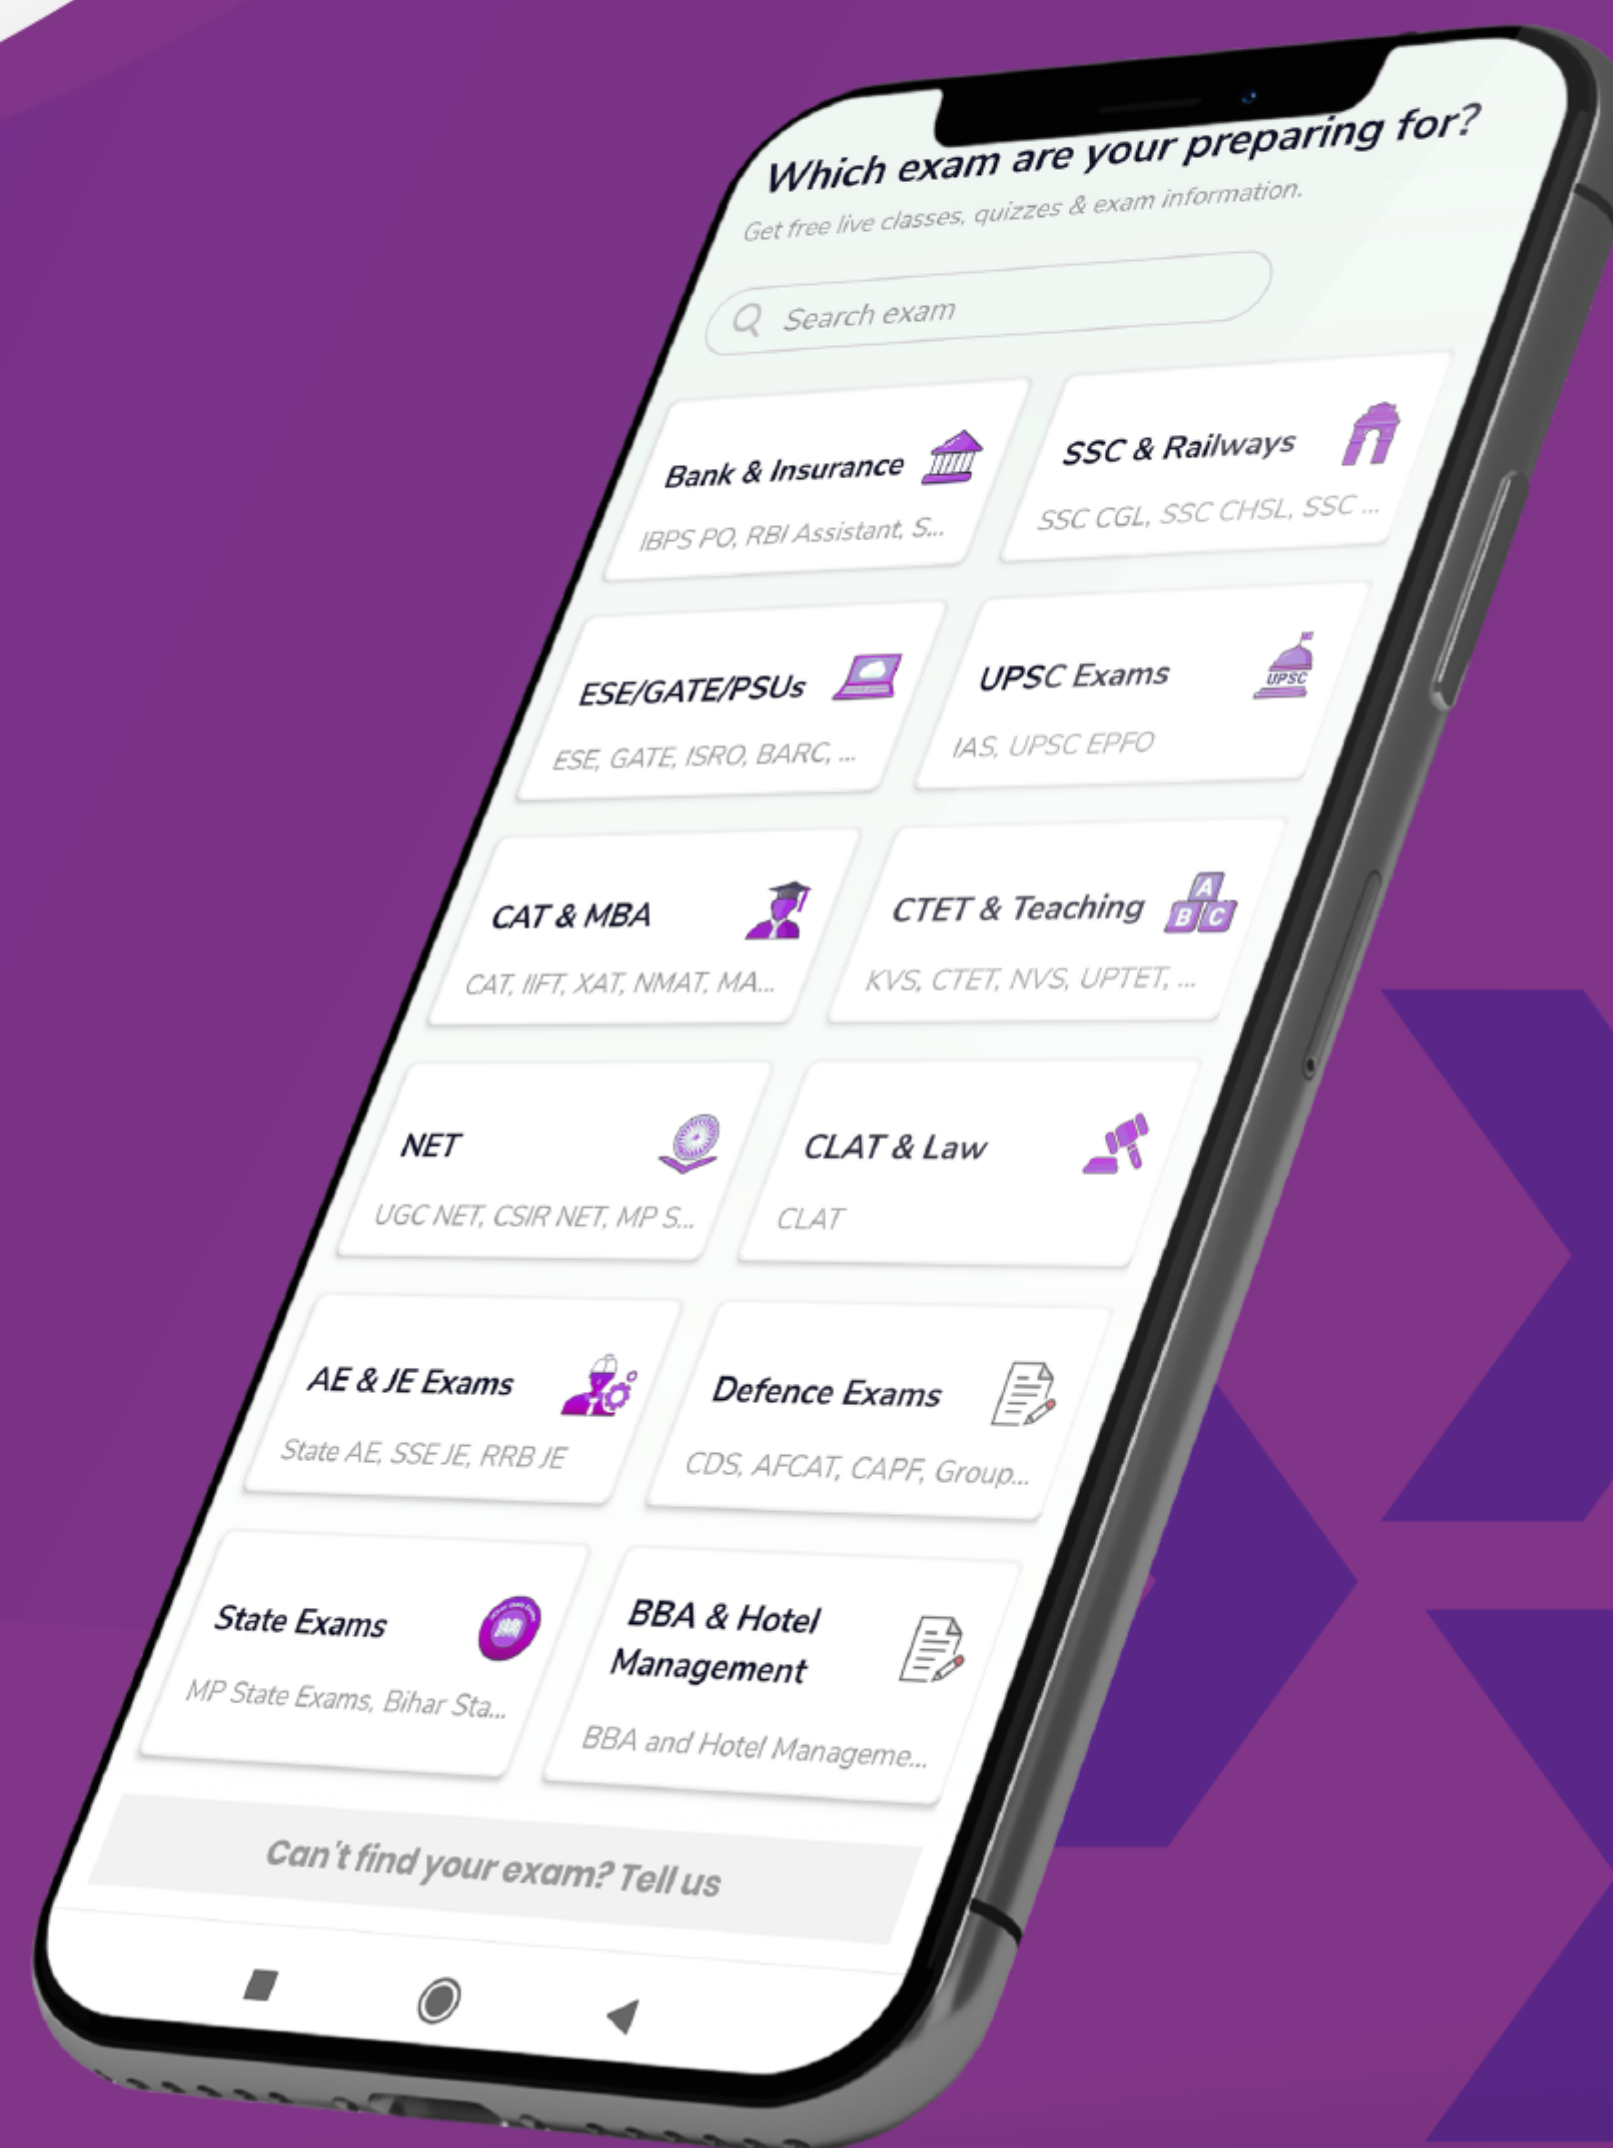 Which exam are your preparing for?
Get free live classes, quizzes & exam information.
Search exam
Bank & Insurance
IBPS PO, RBI Assistant, S...
SSC & Railways
SSC CGL, SSC CHSL, SSC ...
ESE/GATE/PSUs
ESE, GATE, ISRO, BARC, ...
UPSC Exams
UPSC
IAS, UPSC EPFO
CAT & MBA
CAT, IIFT, XAT, NMAT, MA...
CTET & Teaching
A
B C
KVS, CTET, NVS, UPTET, ...
NET
UGC NET, CSIR NET, MP S...
CLAT & Law
CLAT
AE & JE Exams
State AE, SSE JE, RRB JE
Defence Exams
CDS, AFCAT, CAPF, Group...
State Exams
MP State Exams, Bihar Sta...
BBA & Hotel
Management
BBA and Hotel Manageme...
Can't find your exam? Tell us